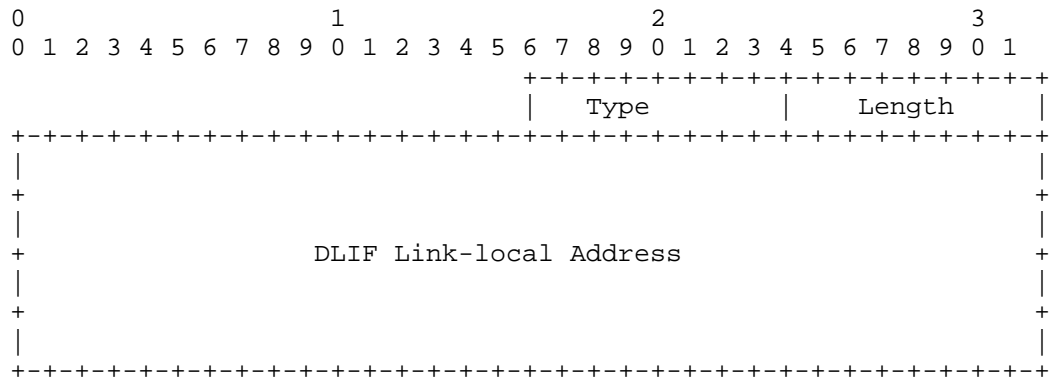 0                   1                   2                   3
0 1 2 3 4 5 6 7 8 9 0 1 2 3 4 5 6 7 8 9 0 1 2 3 4 5 6 7 8 9 0 1
                                +-+-+-+-+-+-+-+-+-+-+-+-+-+-+-+-+
                                |   Type        |    Length     |
+-+-+-+-+-+-+-+-+-+-+-+-+-+-+-+-+-+-+-+-+-+-+-+-+-+-+-+-+-+-+-+-+
|                                                               |
+                                                               +
|                                                               |
+                  DLIF Link-local Address                      +
|                                                               |
+                                                               +
|                                                               |
+-+-+-+-+-+-+-+-+-+-+-+-+-+-+-+-+-+-+-+-+-+-+-+-+-+-+-+-+-+-+-+-+